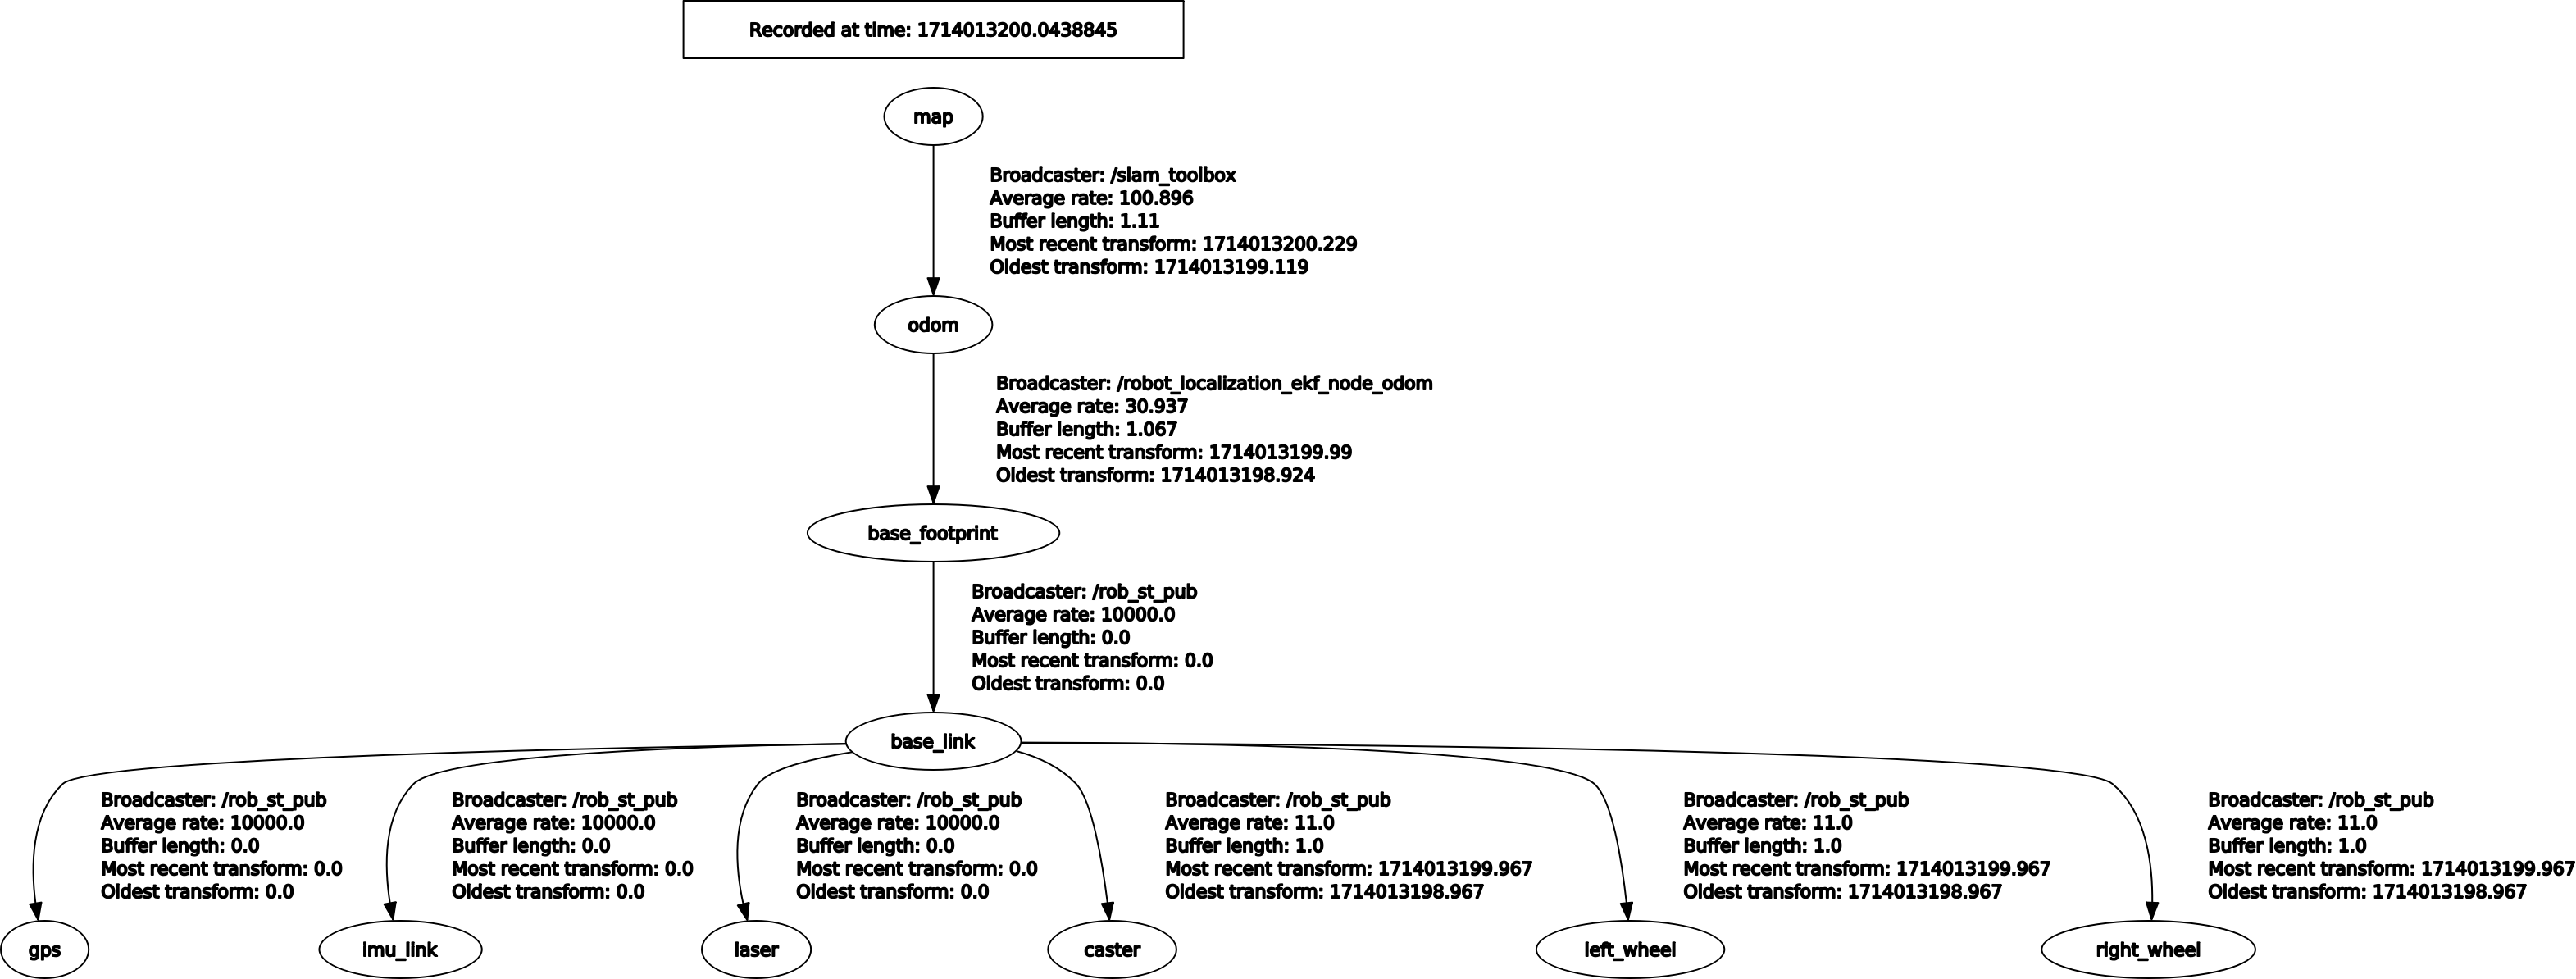 Recorded at time: 1714013200.0438845
map
Broadcaster: /slam_toolbox
Average rate: 100.896
Buffer length: 1.11
Most recent transform: 1714013200.229
Oldest transform: 1714013199.119
odom
Broadcaster: /robot_localization_ekf_node_odom
Average rate: 30.937
Buffer length: 1.067
Most recent transform: 1714013199.99
Oldest transform: 1714013198.924
base_footprint
Broadcaster: /rob_st_pub
Average rate: 10000.0
Buffer length: 0.0
Most recent transform: 0.0
Oldest transform: 0.0
base_link
Broadcaster: /rob_st_pub
Average rate: 10000.0
Buffer length: 0.0
Most recent transform: 0.0
Oldest transform: 0.0
Broadcaster: /rob_st_pub
Average rate: 10000.0
Buffer length: 0.0
Most recent transform: 0.0
Oldest transform: 0.0
Broadcaster: /rob_st_pub
Average rate: 10000.0
Buffer length: 0.0
Most recent transform: 0.0
Oldest transform: 0.0
Broadcaster: /rob_st_pub
Average rate: 11.0
Buffer length: 1.0
Most recent transform: 1714013199.967
Oldest transform: 1714013198.967
Broadcaster: /rob_st_pub
Average rate: 11.0
Buffer length: 1.0
Most recent transform: 1714013199.967
Oldest transform: 1714013198.967
Broadcaster: /rob_st_pub
Average rate: 11.0
Buffer length: 1.0
Most recent transform: 1714013199.967
Oldest transform: 1714013198.967
gps
imu_link
laser
caster
left_wheel
right_wheel